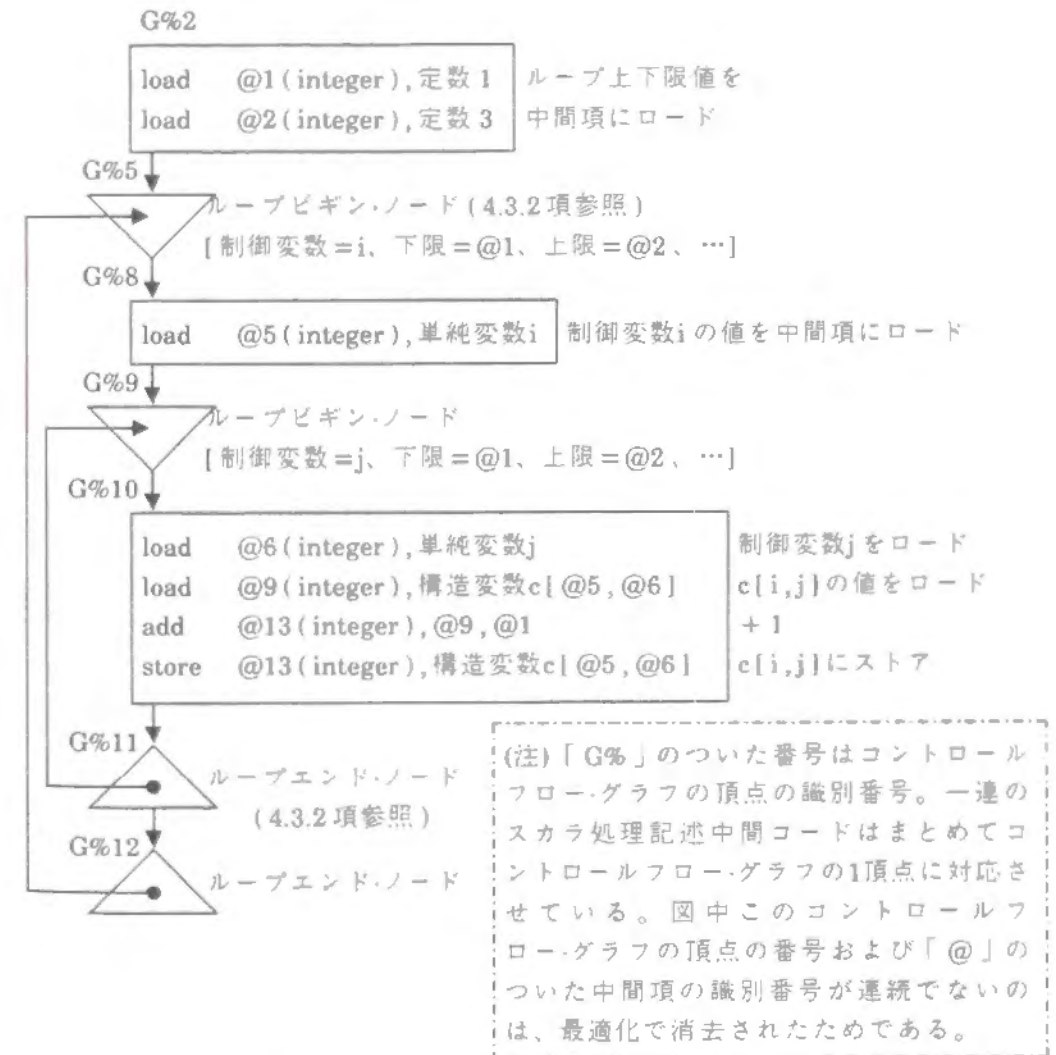 G%2
load @1(integer),定数1 ループ上下限値を
load @2(integer),定数3 中間項にロード
G%5
ループビギン・ノード(4.3.2項参照)
[制御変数=i、下限=@1、上限=@2、…]
G%8
load @5(integer),単純変数i 制御変数iの値を中間項にロード
G%9
ループビギン・ノード
[制御変数=j、下限=@1、上限=@2、…]
G%10
load @6(integer),単純変数j 制御変数jをロード
load @9(integer),構造変数c[@5,@6] c[i,j]の値をロード
add @13(integer),@9,@1 +1
store @13(integer),構造変数c[@5,@6] c[i,j]にストア
G%11
ループエンド・ノード
(4.3.2項参照)
G%12
ループエンド・ノード
(注)「G%」のついた番号はコントロール
フロー・グラフの頂点の識別番号。一連の
スカラ処理記述中間コードはまとめてコ
ントロールフロー・グラフの1頂点に対応さ
せている。図中このコントロールフ
ロー・グラフの頂点の番号および「@」の
ついた中間項の識別番号が連続でないの
は、最適化で消去されたためである。